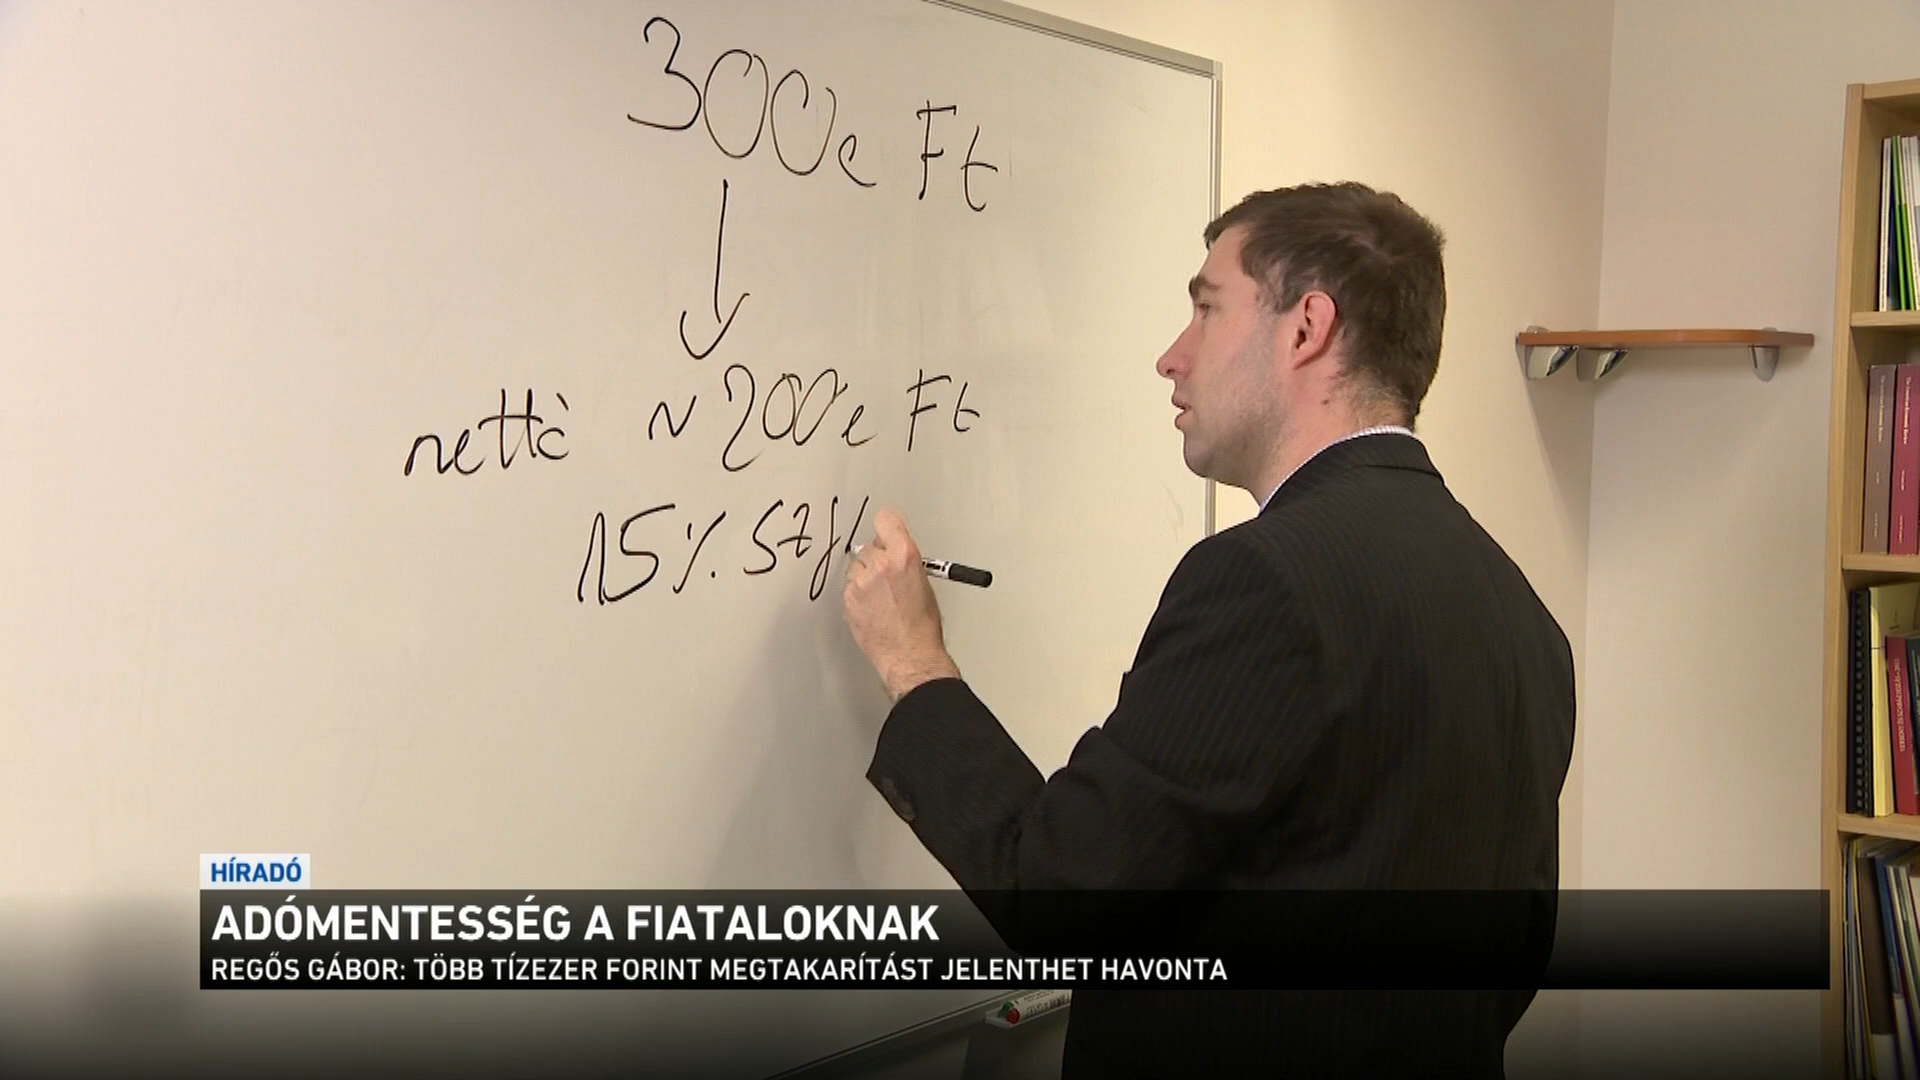 300e Ft
nettó ~200e Ft
15% szj
HÍRADÓ
ADÓMENTESSÉG A FIATALOKNAK
REGŐS GÁBOR: TÖBB TÍZEZER FORINT MEGTAKARÍTÁST JELENTHET HAVONTA